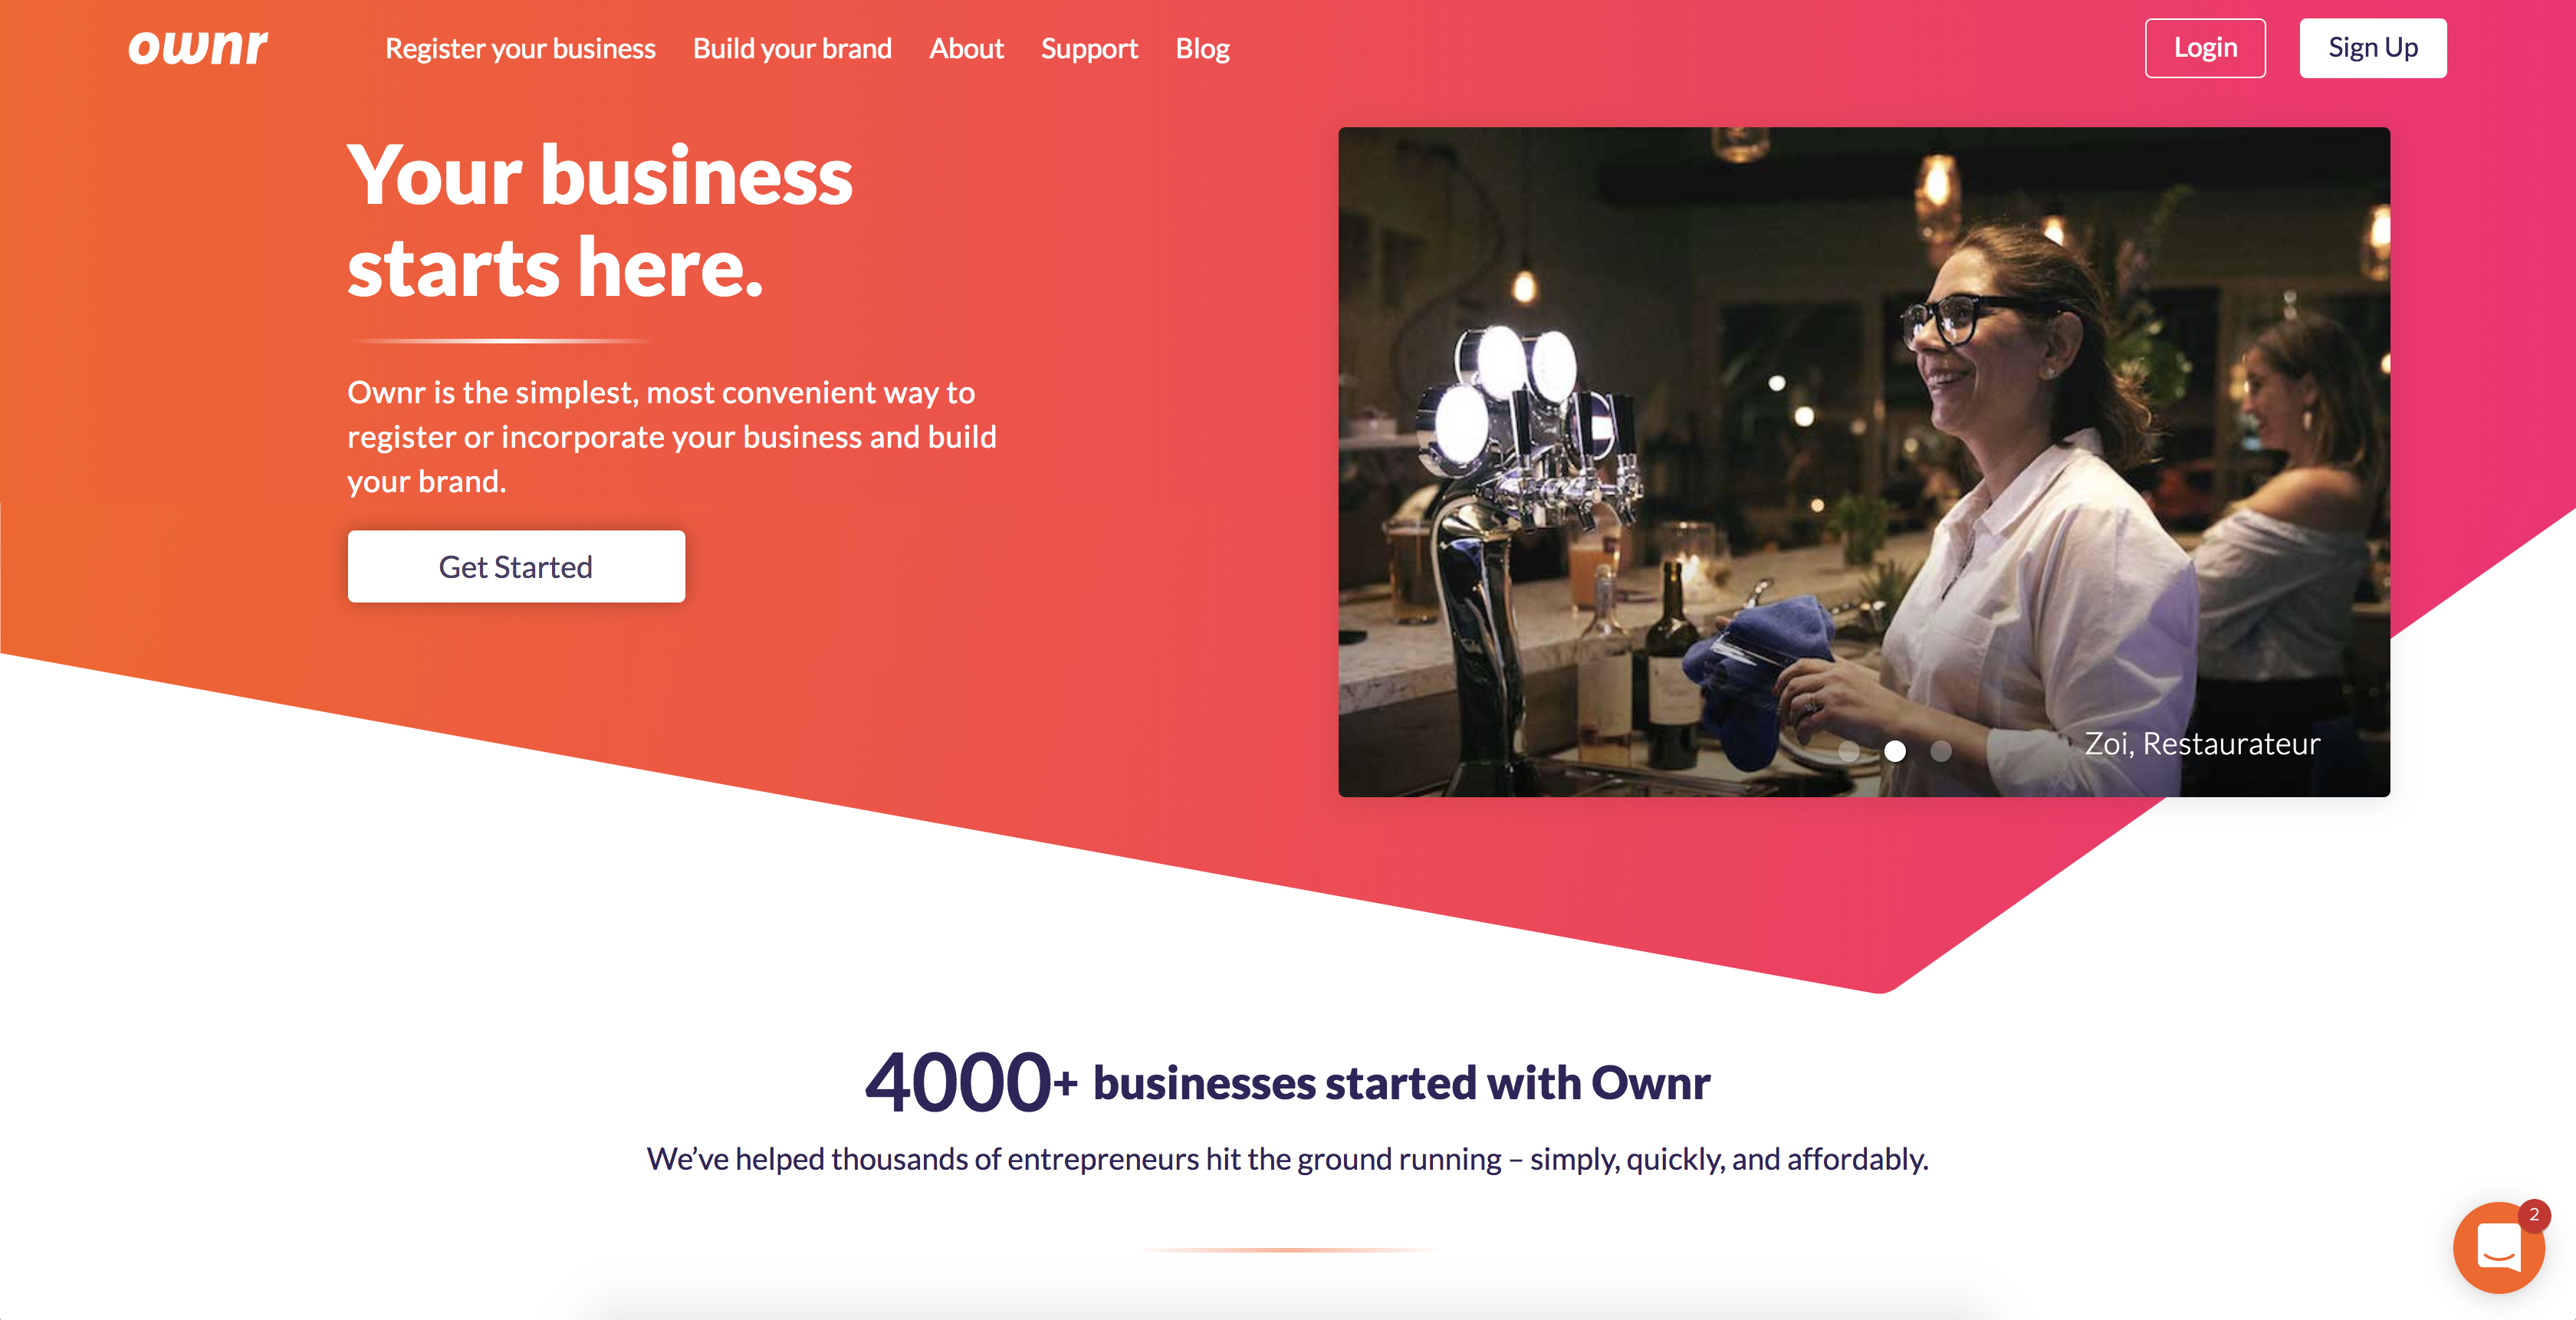 ownr
Register your business
Build your brand
About
Support
Blog
Login
Sign Up
Your business
starts here.
Ownr is the simplest, most convenient way to
register or incorporate your business and build
your brand.
Get Started
Zoi, Restaurateur
4000+ businesses started with Ownr
We’ve helped thousands of entrepreneurs hit the ground running – simply, quickly, and affordably.
2